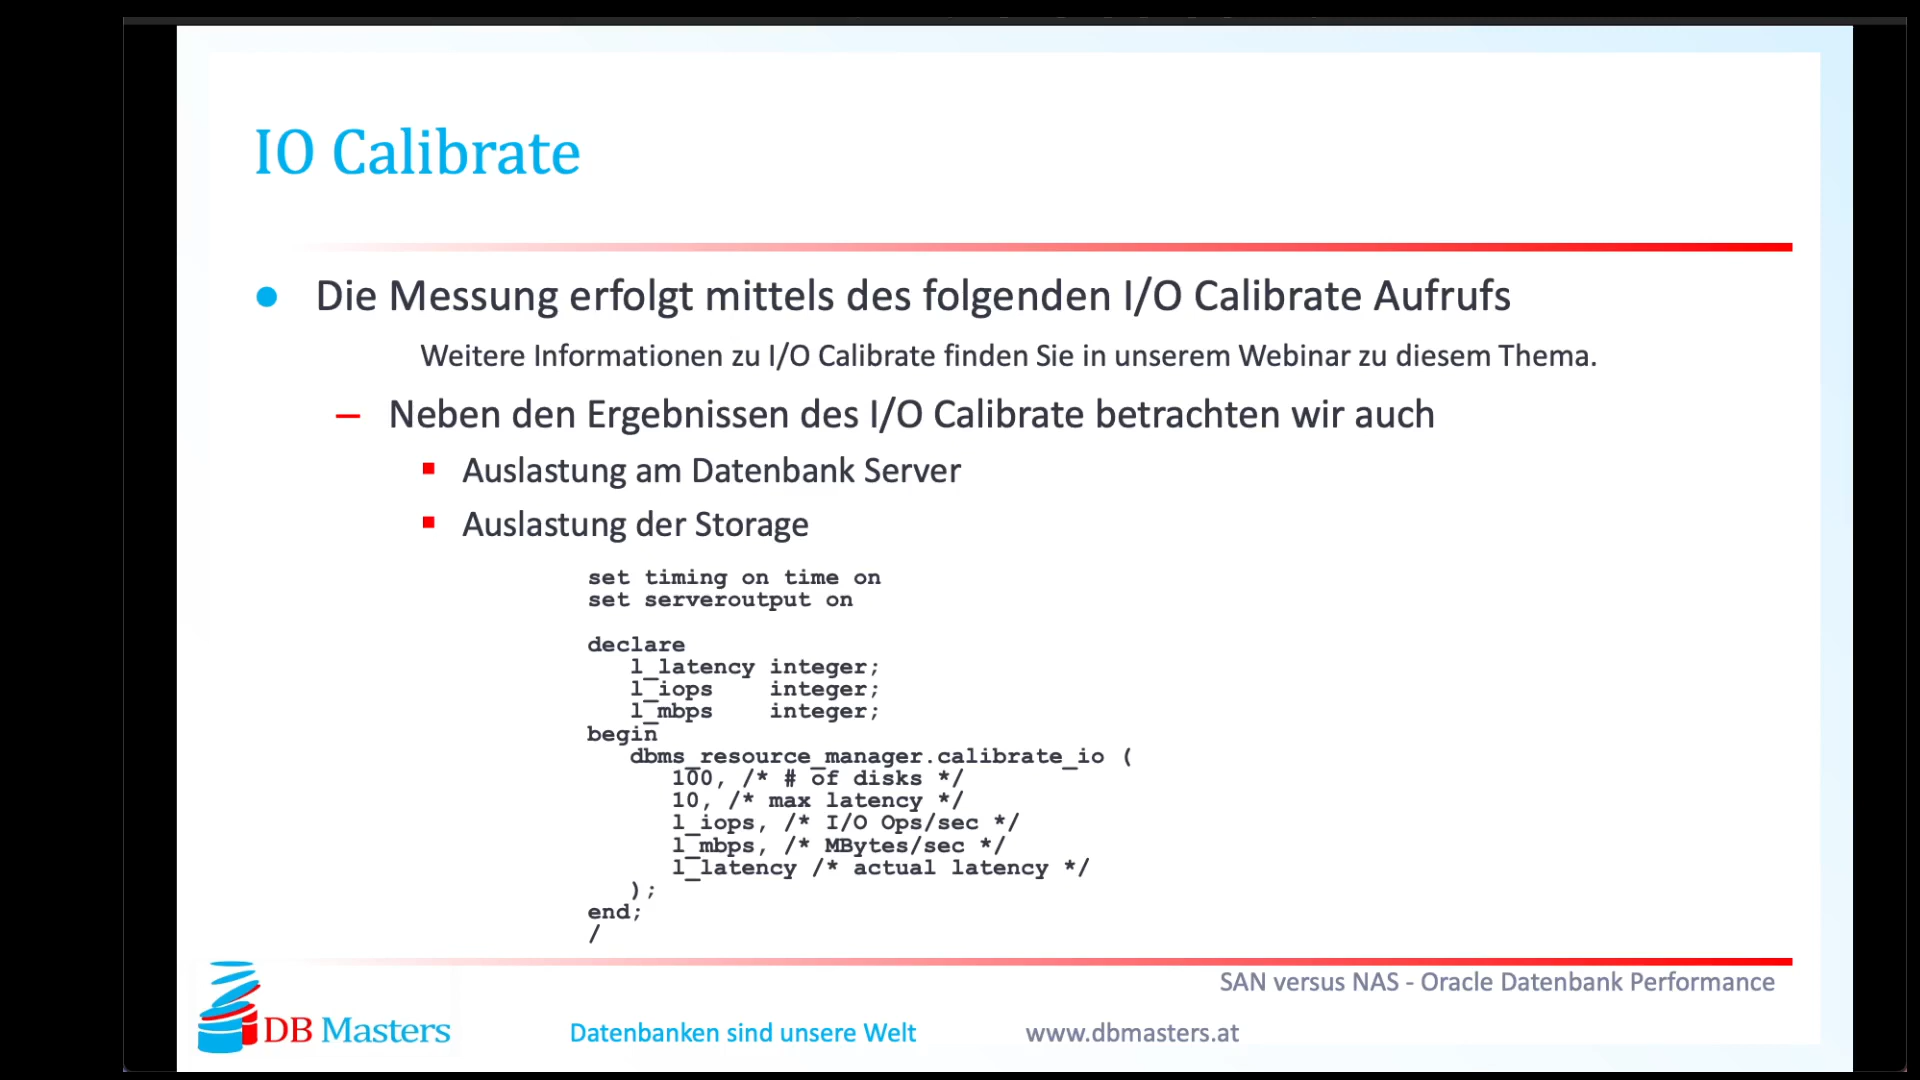 IO Calibrate
Die Messung erfolgt mittels des folgenden I/O Calibrate Aufrufs
Weitere Informationen zu I/O Calibrate finden Sie in unserem Webinar zu diesem Thema.
– Neben den Ergebnissen des I/O Calibrate betrachten wir auch
Auslastung am Datenbank Server
Auslastung der Storage
set timing on time on
set serveroutput on
declare
l_latency integer;
l_iops    integer;
l_mbps    integer;
begin
dbms_resource_manager.calibrate_io (
100, /* # of disks */
10, /* max latency */
l_iops, /* I/O Ops/sec */
l_mbps, /* MBytes/sec */
l_latency /* actual latency */
);
end;
/
SAN versus NAS - Oracle Datenbank Performance
DB Masters
Datenbanken sind unsere Welt
www.dbmasters.at